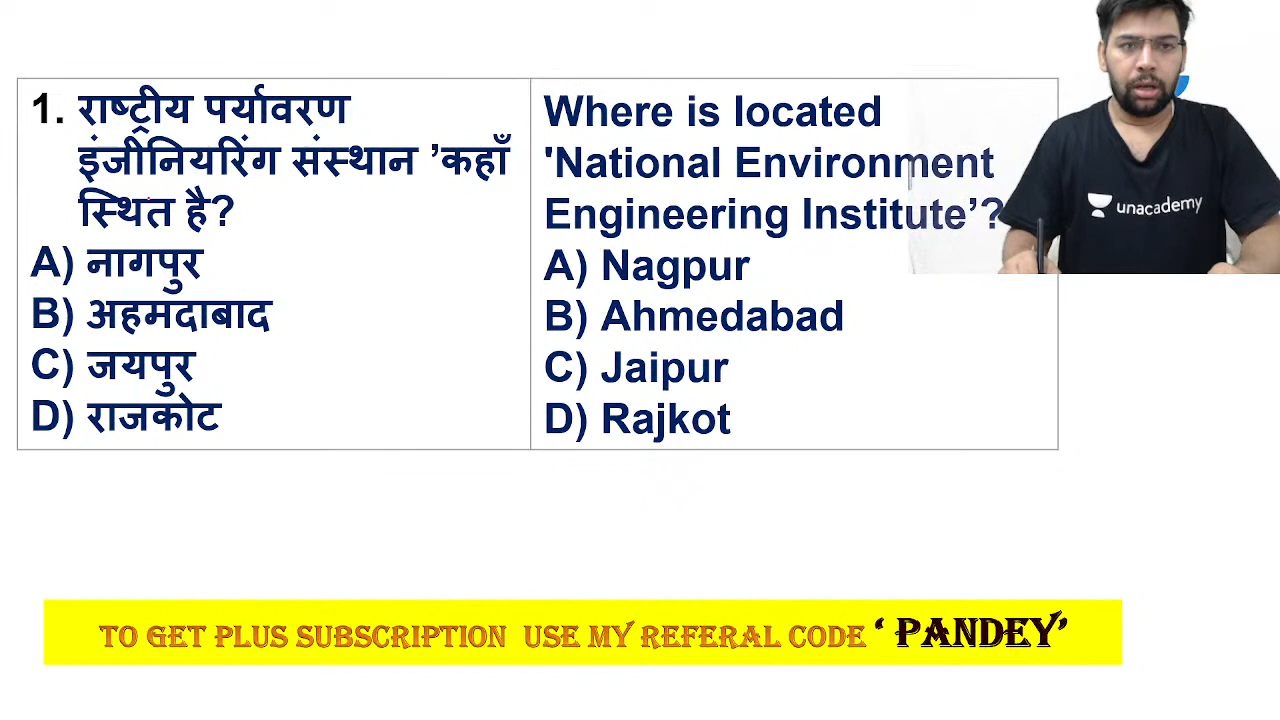 1. राष्ट्रीय पर्यावरण
इंजीनियरिंग संस्थान ’कहाँ
स्थित है?
A) नागपुर
B) अहमदाबाद
C) जयपुर
D) राजकोट
Where is located
'National Environment
Engineering Institute’?
A) Nagpur
B) Ahmedabad
C) Jaipur
D) Rajkot
unacademy
TO GET PLUS SUBSCRIPTION USE MY REFERAL CODE ‘ PANDEY’